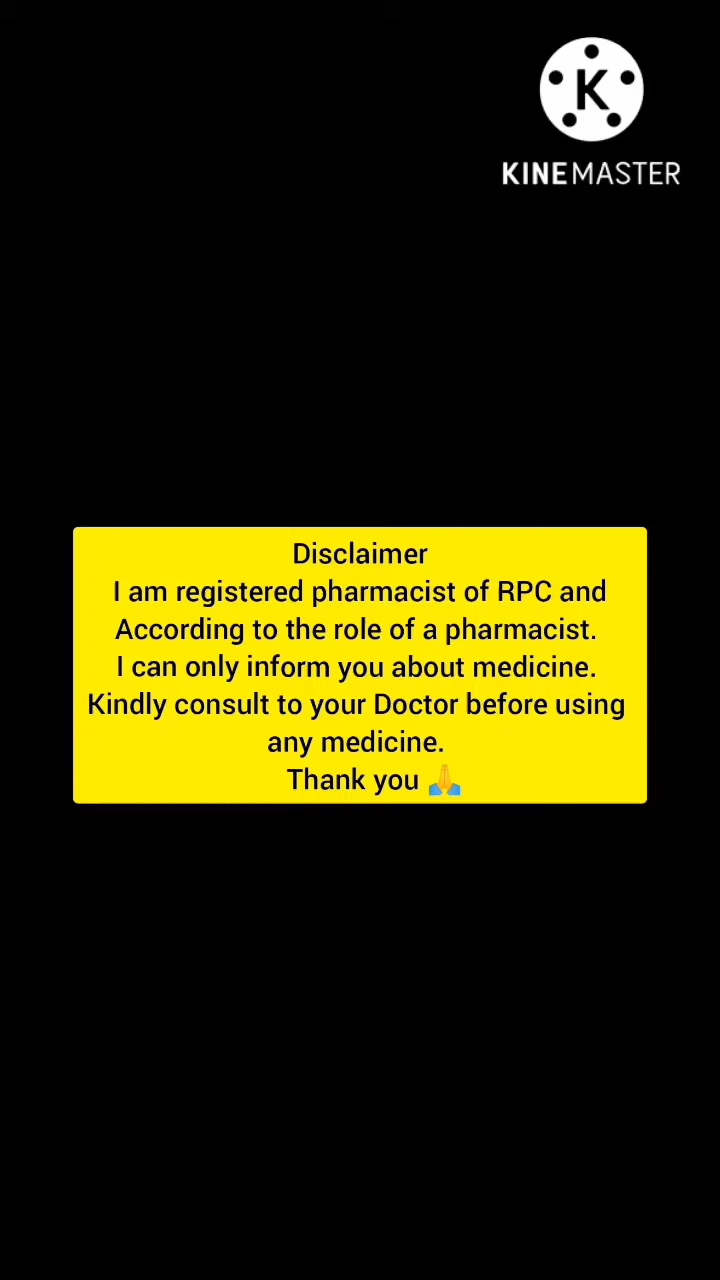 K
KINEMASTER
Disclaimer
I am registered pharmacist of RPC and
According to the role of a pharmacist.
I can only inform you about medicine.
Kindly consult to your Doctor before using
any medicine.
Thank you 🙏